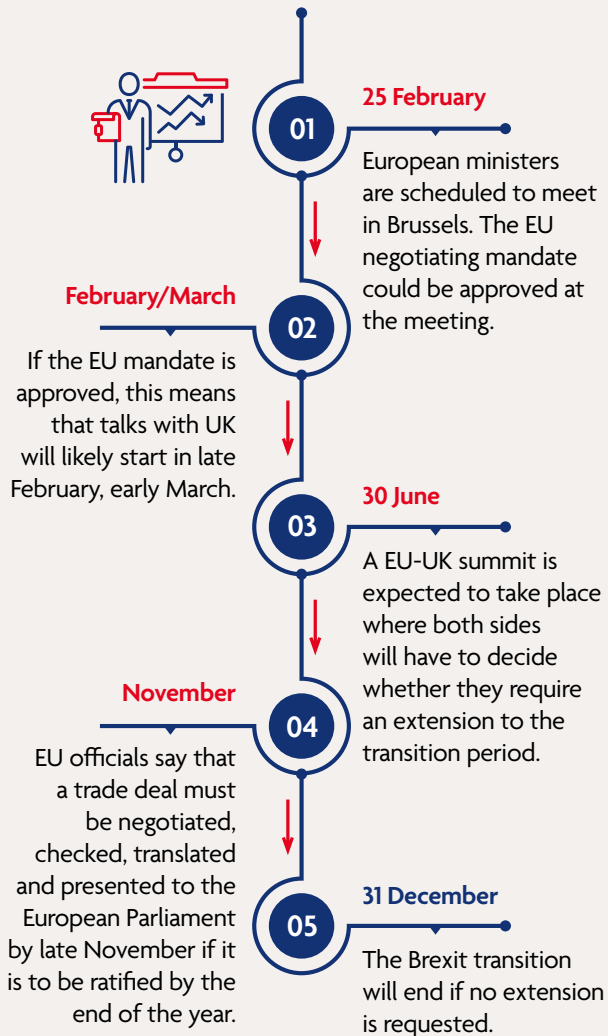 01
25 February
European ministers
are scheduled to meet
in Brussels. The EU
negotiating mandate
could be approved at
the meeting.
February/March
02
If the EU mandate is
approved, this means
that talks with UK
will likely start in late
February, early March.
03
30 June
A EU-UK summit is
expected to take place
where both sides
will have to decide
whether they require
an extension to the
transition period.
November
04
EU officials say that
a trade deal must
be negotiated,
checked, translated
and presented to the
European Parliament
by late November if it
is to be ratified by the
end of the year.
05
31 December
The Brexit transition
will end if no extension
is requested.